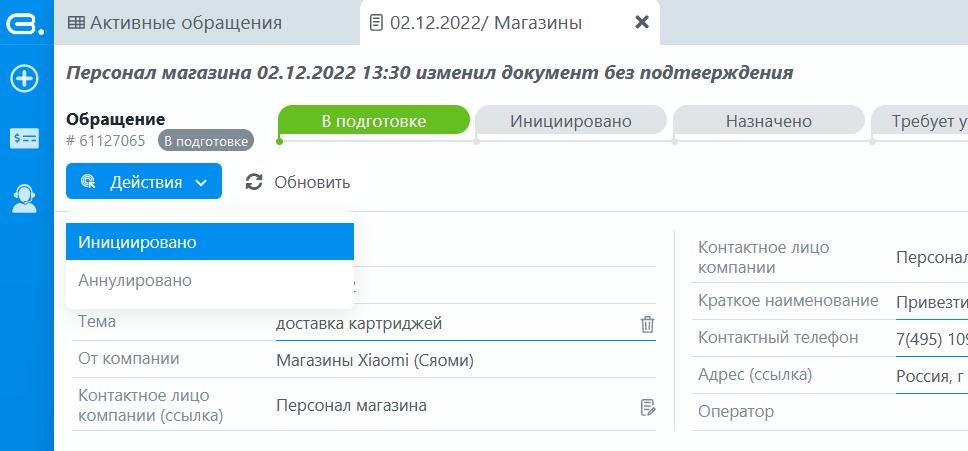 Активные обращения
02.12.2022/ Магазины
Персонал магазина 02.12.2022 13:30 изменил документ без подтверждения
Обращение
# 61127065 В подготовке
В подготовке
Инициировано
Назначено
Требует у
Действия
Обновить
Инициировано
Аннулировано
Тема
доставка картриджей
От компании
Магазины Xiaomi (Сяоми)
Контактное лицо
компании (ссылка)
Персонал магазина
Контактное лицо
компании
Персонал
Краткое наименование
Привезти
Контактный телефон
7(495) 109
Адрес (ссылка)
Россия, г
Оператор